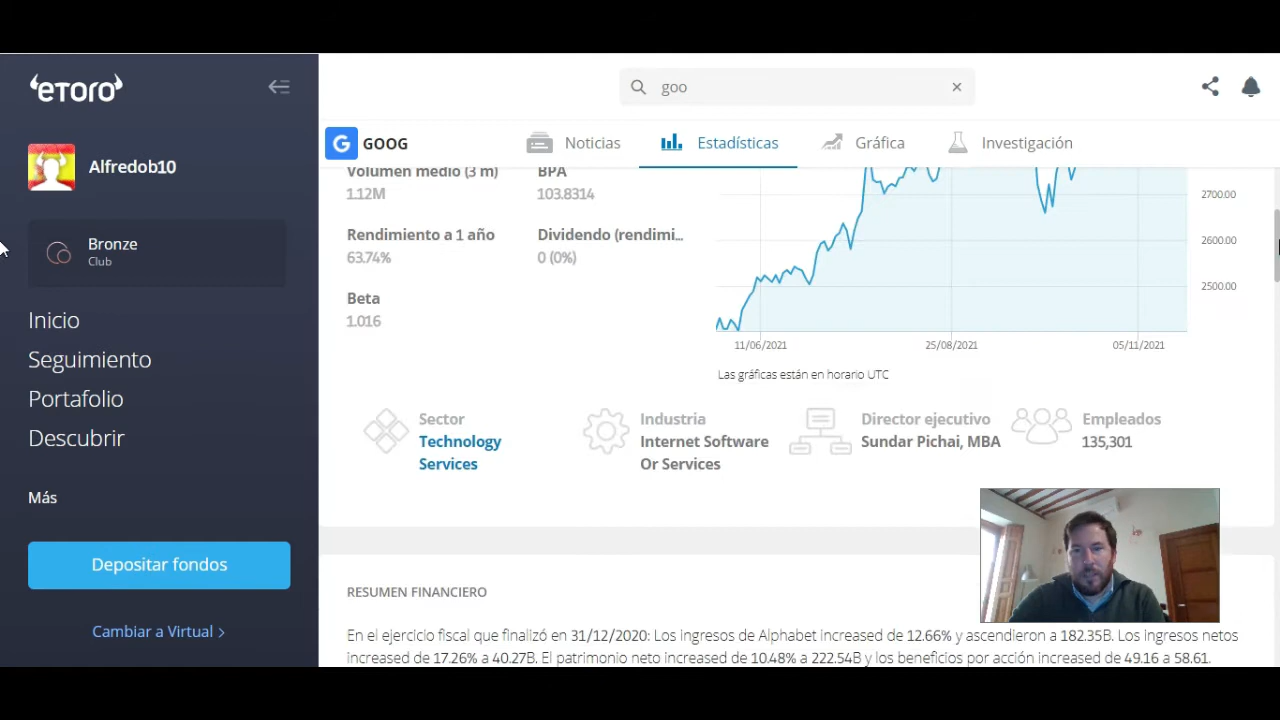 eToro
goo
Alfredob10
Bronze
Club
Inicio
Seguimiento
Portafolio
Descubrir
Más
Depositar fondos
Cambiar a Virtual >
G GOOG
Noticias
Estadísticas
Gráfica
Investigación
Volumen medio (3 m)
1.12M
BPA
103.8314
Rendimiento a 1 año
63.74%
Dividendo (rendimi...
0 (0%)
Beta
1.016
2700.00
2600.00
2500.00
11/06/2021
25/08/2021
05/11/2021
Las gráficas están en horario UTC
Sector
Technology
Services
Industria
Internet Software
Or Services
Director ejecutivo
Sundar Pichai, MBA
Empleados
135,301
RESUMEN FINANCIERO
En el ejercicio fiscal que finalizó en 31/12/2020: Los ingresos de Alphabet increased de 12.66% y ascendieron a 182.35B. Los ingresos netos
increased de 17.26% a 40.27B. El patrimonio neto increased de 10.48% a 222.54B y los beneficios por acción increased de 49.16 a 58.61.